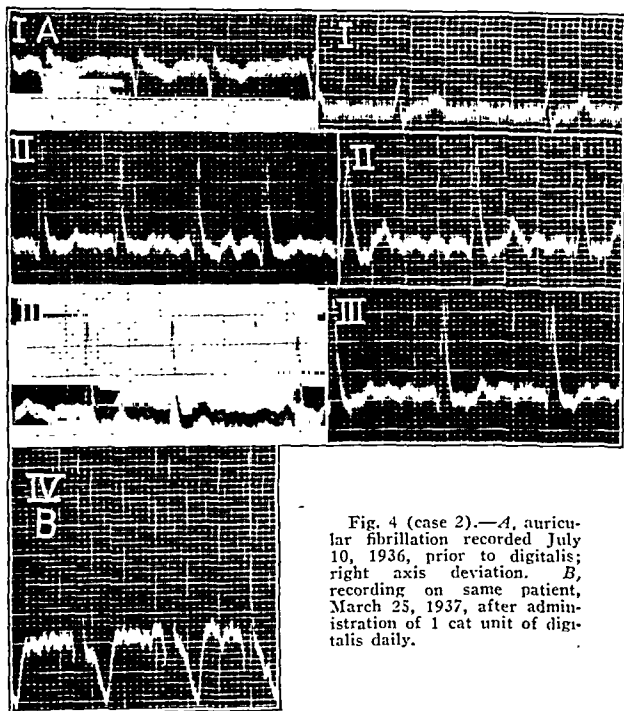 I A
I
II
II
III
III
IV
B
Fig. 4 (case 2).—A, auricu-
lar fibrillation recorded July
10, 1936, prior to digitalis;
right axis deviation. B,
recording on same patient,
March 25, 1937, after admin-
istration of 1 cat unit of digi-
talis daily.